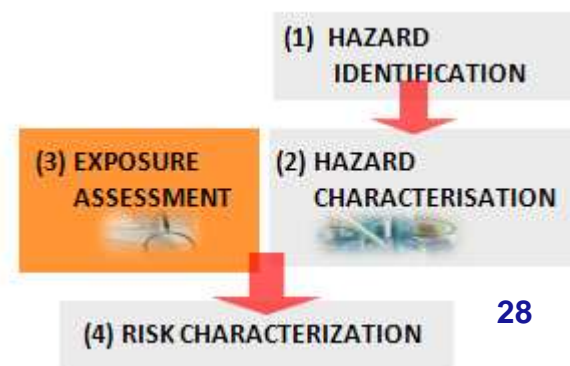 (1) HAZARD
IDENTIFICATION
(2) HAZARD
CHARACTERISATION
(3) EXPOSURE
ASSESSMENT
(4) RISK CHARACTERIZATION
28